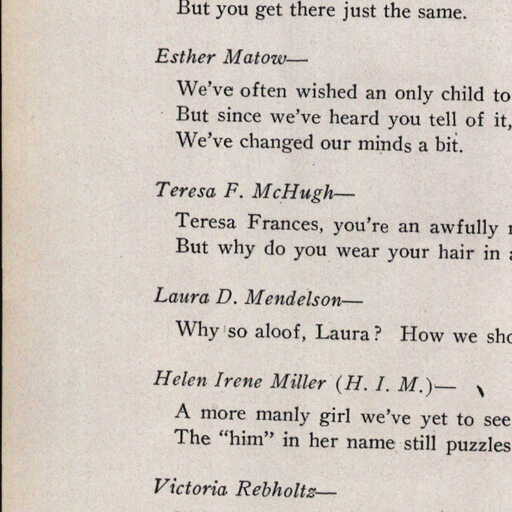 But you get there just the same.
Esther Matow—
We've often wished an only child to
But since we've heard you tell of it,
We've changed our minds a bit.
Teresa F. McHugh—
Teresa Frances, you're an awfully
But why do you wear your hair in
Laura D. Mendelson—
Why so aloof, Laura? How we sho
Helen Irene Miller (H. I. M.)—
A more manly girl we've yet to see
The "him" in her name still puzzles
Victoria Rebholtz—